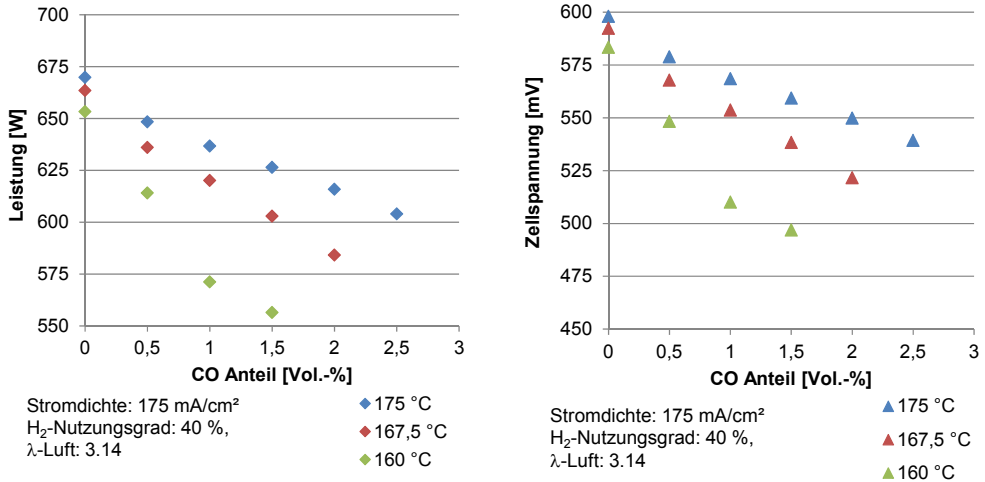 700
675
650
625
600
575
550
Leistung [W]
0 0,5 1 1,5 2 2,5 3
CO Anteil [Vol.-%]
Stromdichte: 175 mA/cm²
H₂-Nutzungsgrad: 40 %,
λ-Luft: 3.14
175 °C
167,5 °C
160 °C
600
575
550
525
500
475
450
Zellspannung [mV]
0 0,5 1 1,5 2 2,5 3
CO Anteil [Vol.-%]
Stromdichte: 175 mA/cm²
H₂-Nutzungsgrad: 40 %,
λ-Luft: 3.14
175 °C
167,5 °C
160 °C